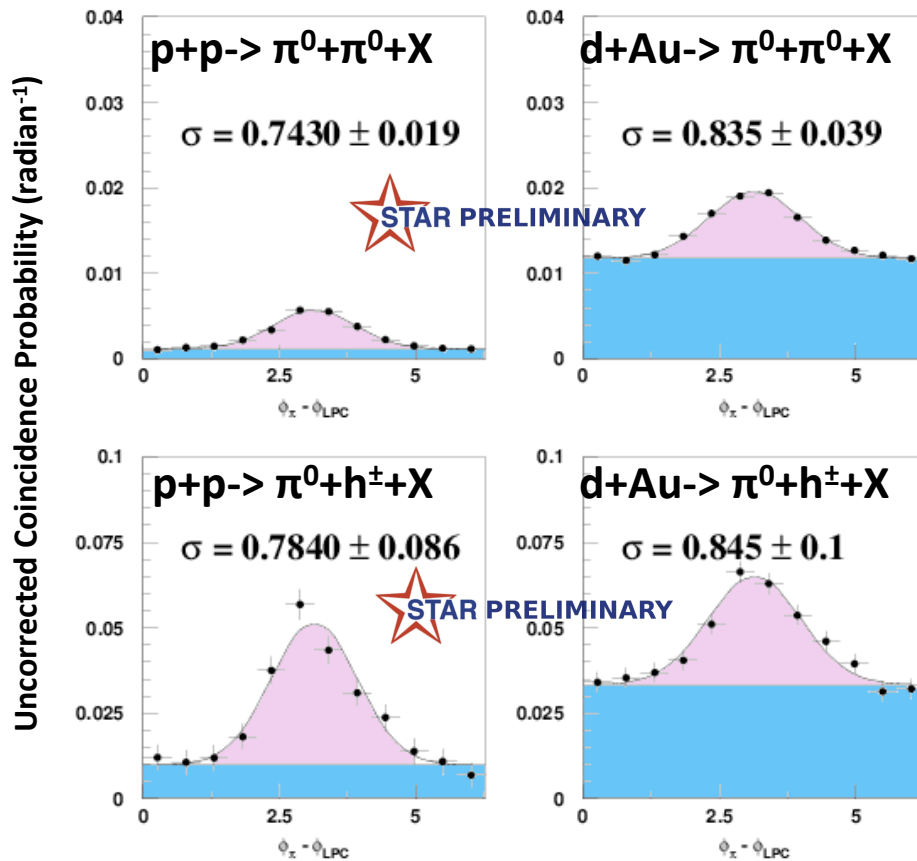 Uncorrected Coincidence Probability (radian⁻¹)
p+p-> π⁰+π⁰+X
σ = 0.7430 ± 0.019
0.04
0.03
0.02
0.01
0
0 2.5 5
ϕπ - ϕLPC
d+Au-> π⁰+π⁰+X
σ = 0.835 ± 0.039
0.04
0.03
0.02
0.01
0
0 2.5 5
ϕπ - ϕLPC
STAR PRELIMINARY
p+p-> π⁰+h±+X
σ = 0.7840 ± 0.086
0.1
0.075
0.05
0.025
0
0 2.5 5
ϕπ - ϕLPC
d+Au-> π⁰+h±+X
σ = 0.845 ± 0.1
0.1
0.075
0.05
0.025
0
0 2.5 5
ϕπ - ϕLPC
STAR PRELIMINARY